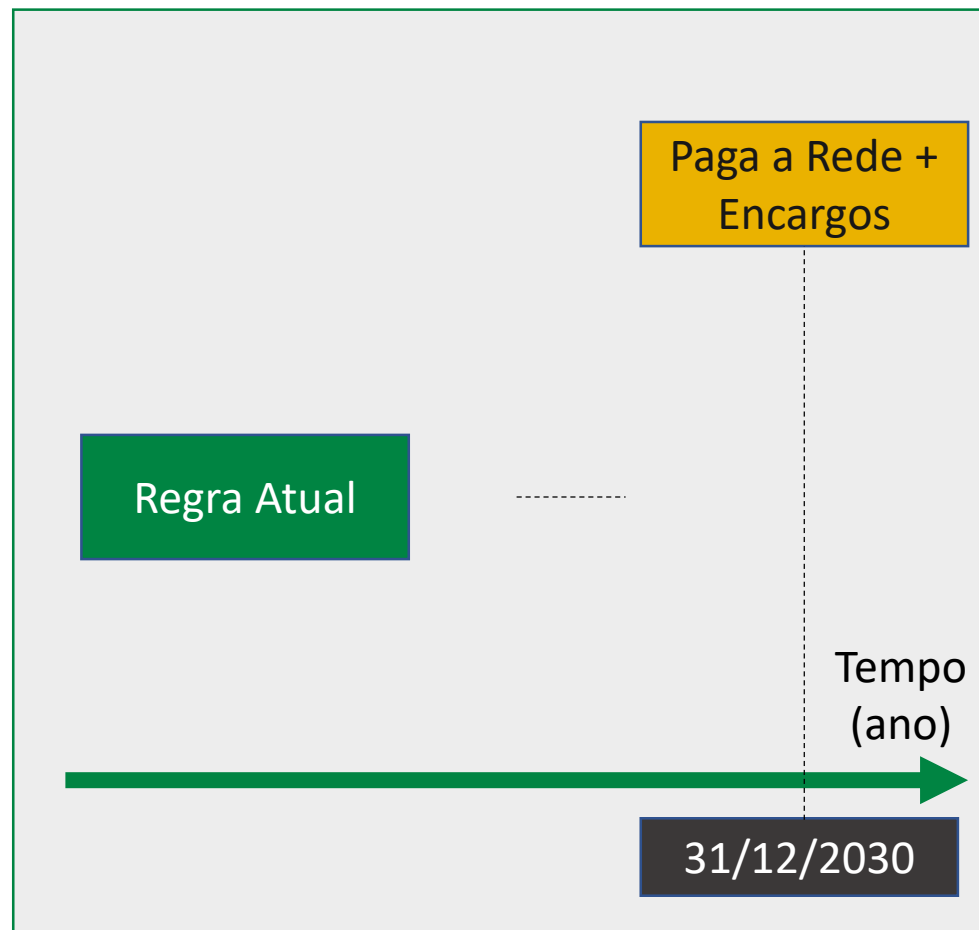 Paga a Rede +
Encargos
Regra Atual
Tempo
(ano)
31/12/2030